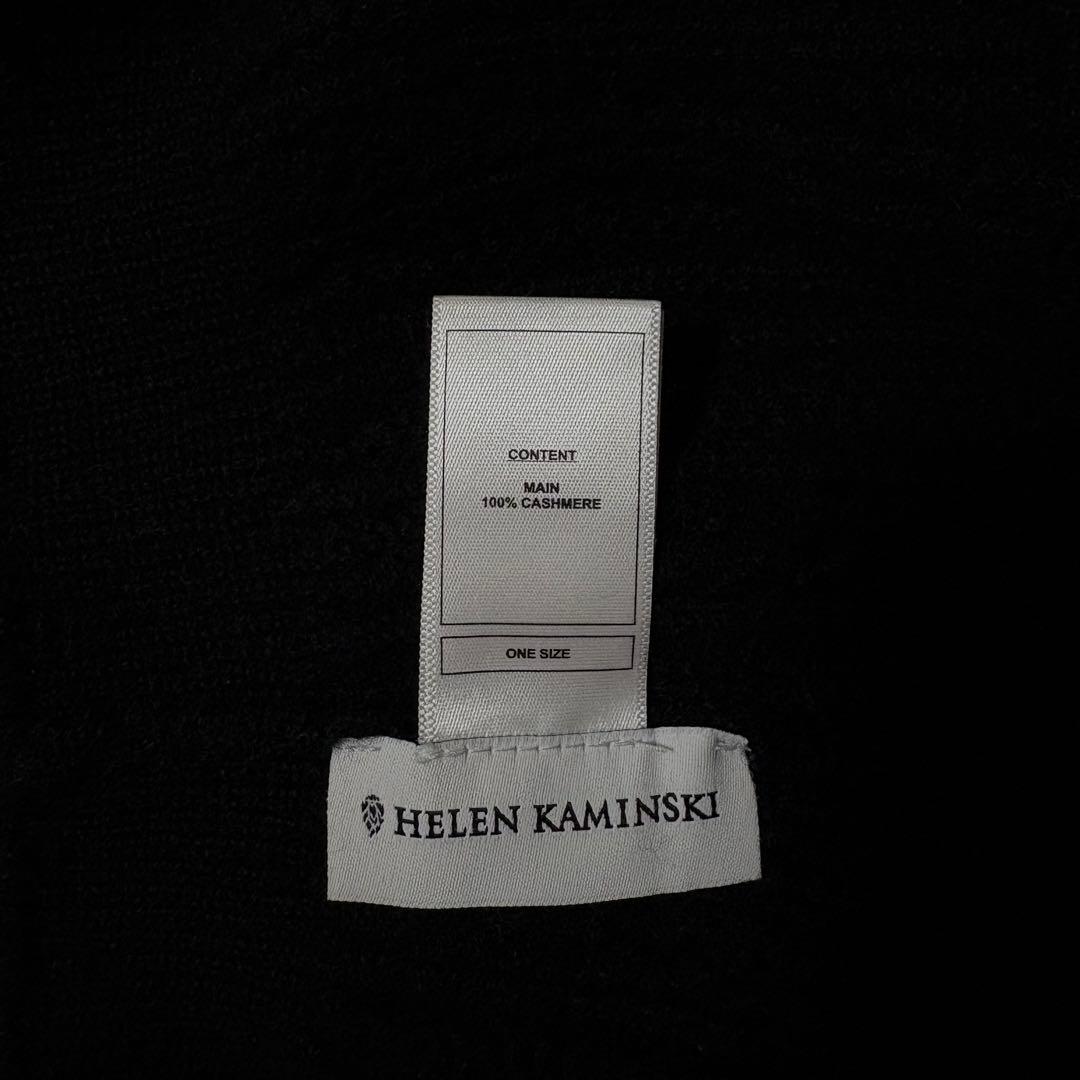 CONTENT
MAIN
100% CASHMERE
ONE SIZE
HELEN KAMINSKI